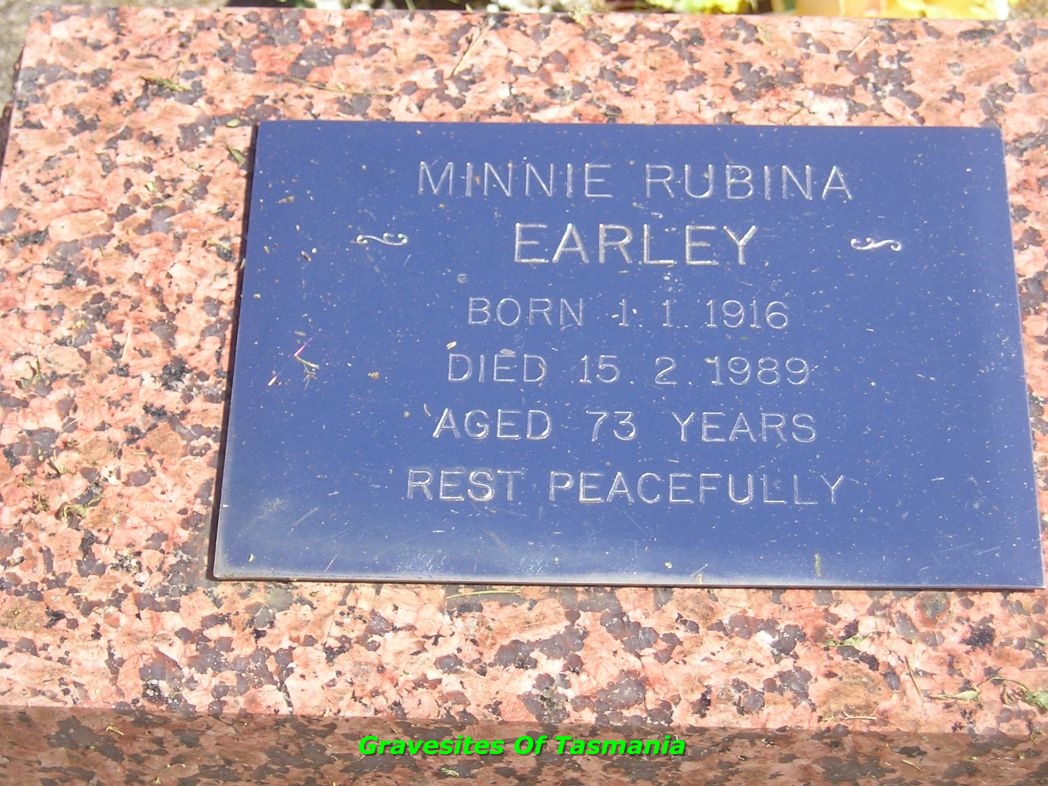 MINNIE RUBINA
EARLEY
BORN 1 1 1916
DIED 15 2 1989
AGED 73 YEARS
REST PEACEFULLY
Gravesites Of Tasmania